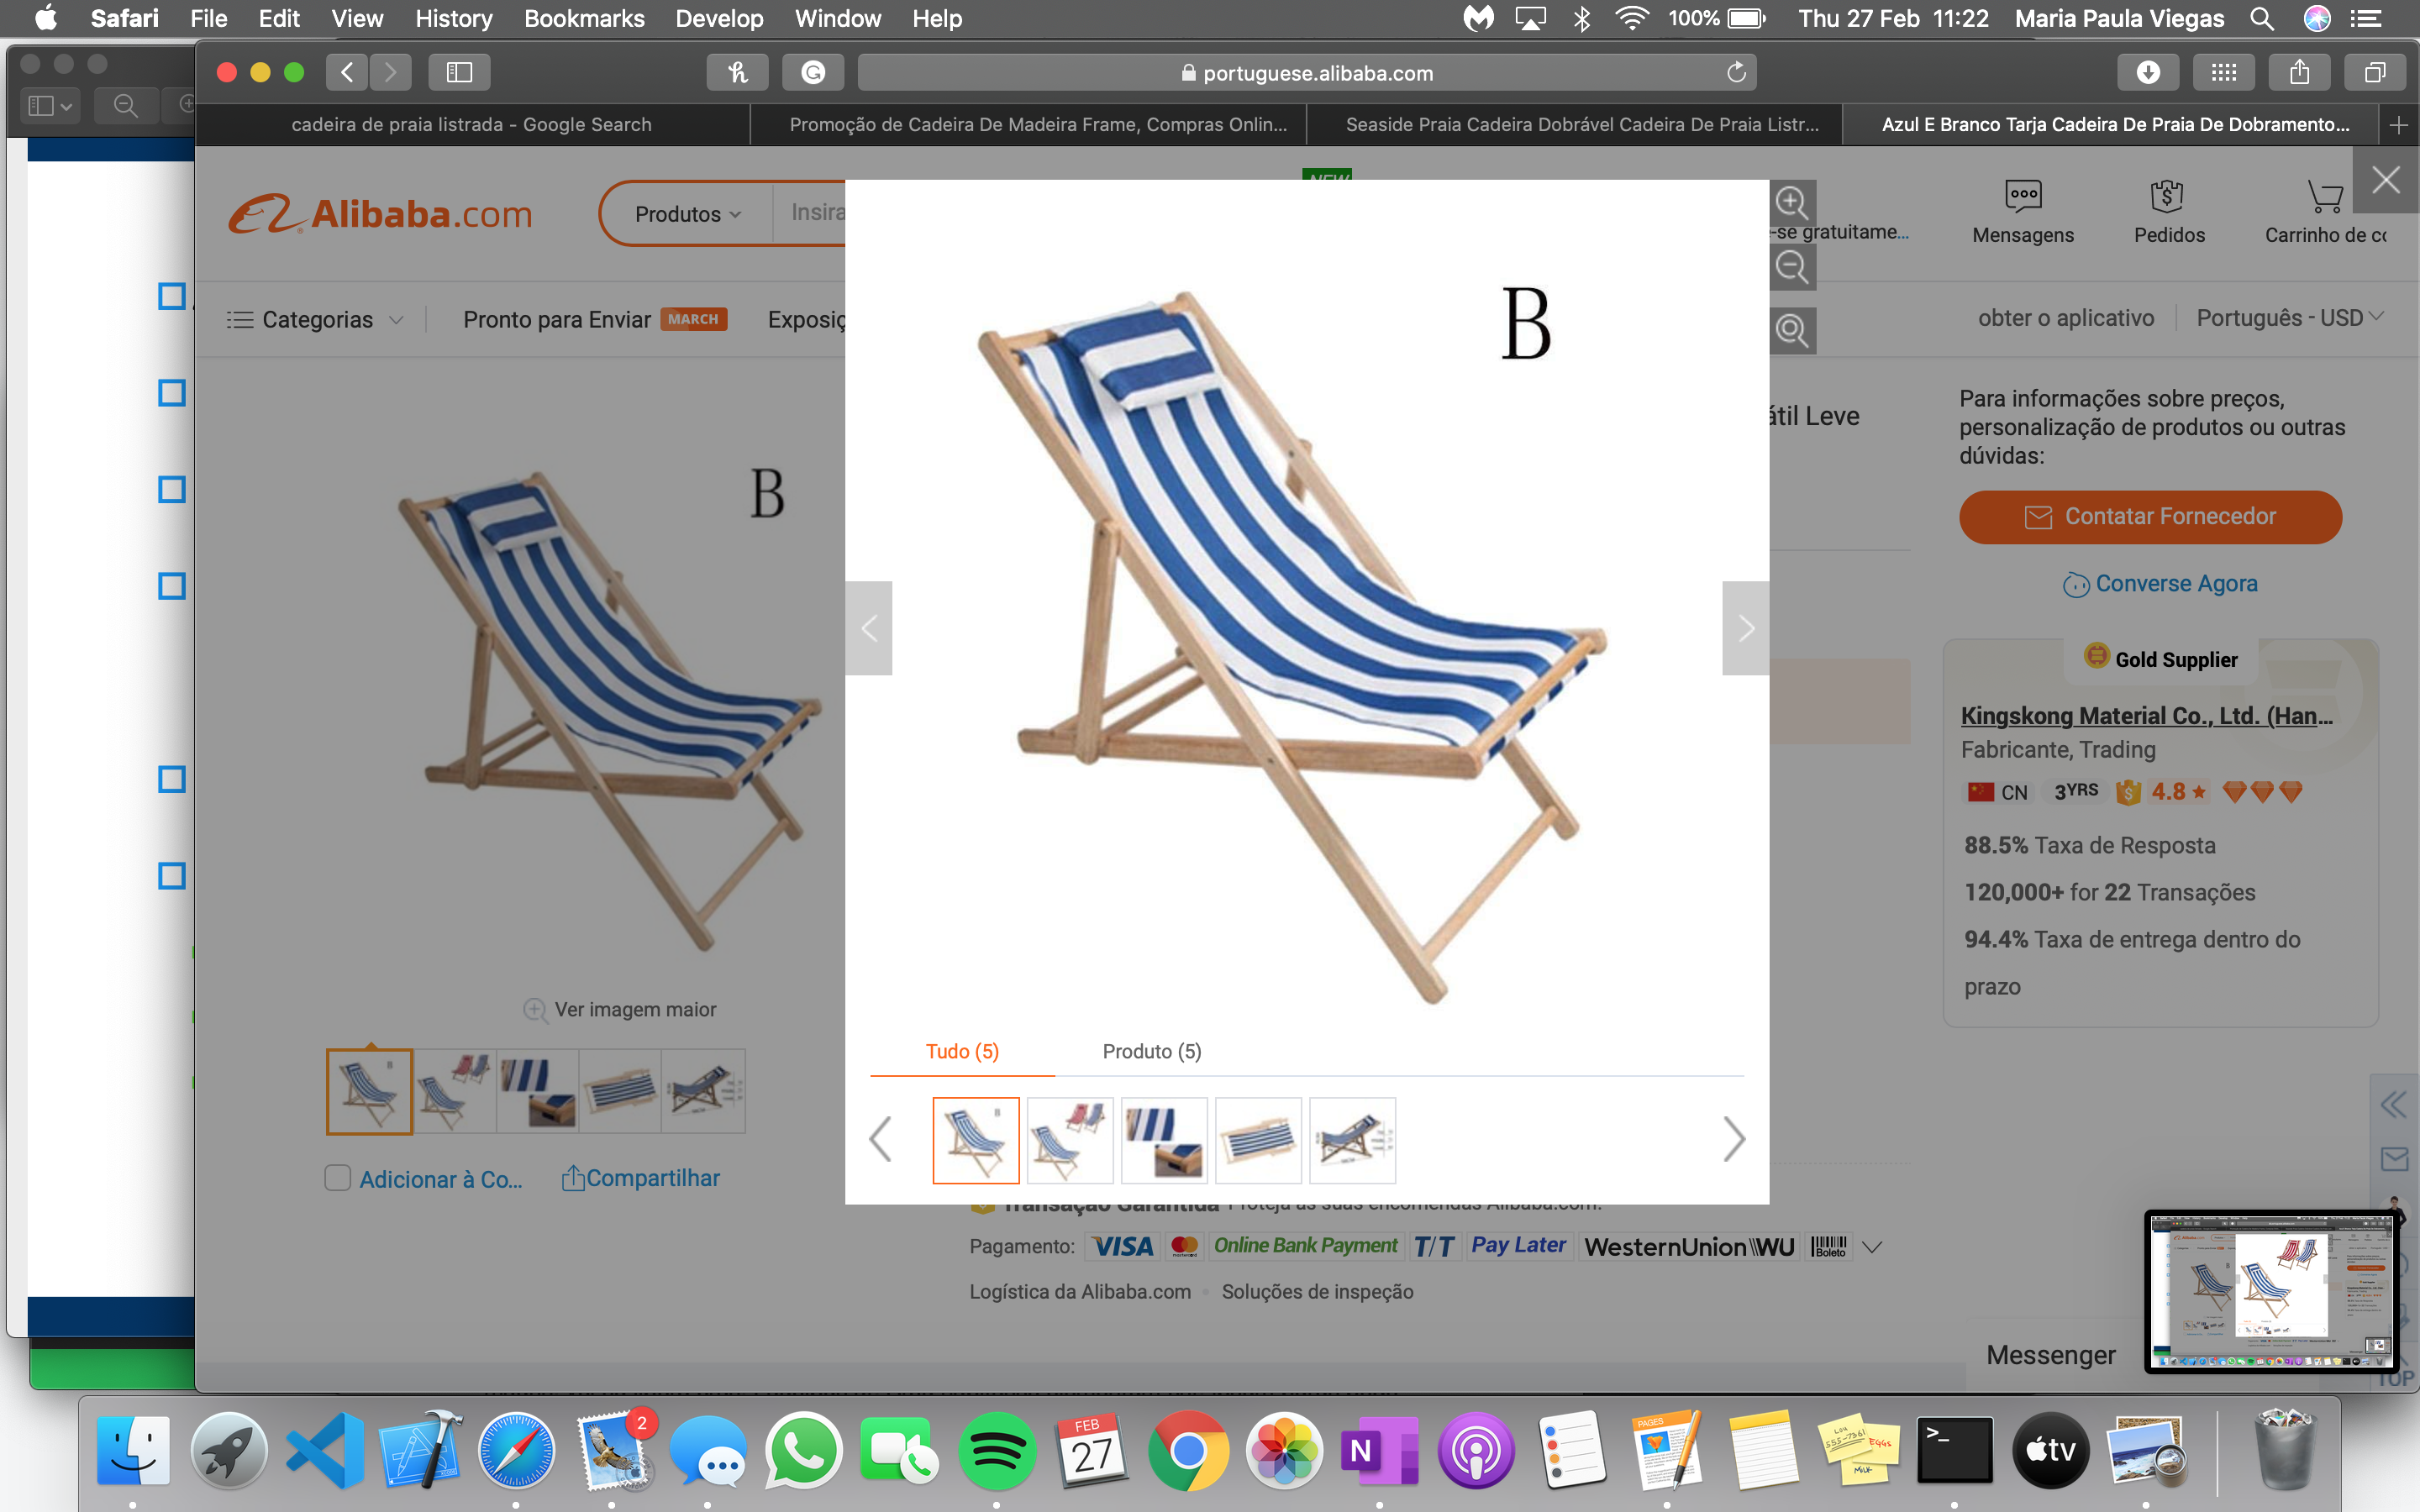 Safari File Edit View History Bookmarks Develop Window Help 100% Thu 27 Feb 11:22 Maria Paula Viegas
portuguese.alibaba.com
cadeira de praia listrada - Google Search
Promoção de Cadeira De Madeira Frame, Compras Onlin...
Seaside Praia Cadeira Dobrável Cadeira De Praia Listr...
Azul E Branco Tarja Cadeira De Praia De Dobramento...
NEW
Alibaba.com
Produtos
Insira
-se gratuitame...
Mensagens
Pedidos
Carrinho de co
Categorias
Pronto para Enviar MARCH
Exposiç
obter o aplicativo
Português - USD
B
B
átil Leve
Para informações sobre preços,
personalização de produtos ou outras
dúvidas:
Contatar Fornecedor
Converse Agora
Gold Supplier
Kingskong Material Co., Ltd. (Han...
Fabricante, Trading
CN 3YRS 4.8
88.5% Taxa de Resposta
120,000+ for 22 Transações
94.4% Taxa de entrega dentro do
prazo
Ver imagem maior
Tudo (5)
Produto (5)
Adicionar à Co...
Compartilhar
Transação Garantida Proteja as suas encomendas Alibaba.com.
Pagamento: VISA Online Bank Payment T/T Pay Later WesternUnion WU Boleto
Logística da Alibaba.com
Soluções de inspeção
Messenger
TOP
2
FEB
27
N
PAGES
555-7361
EGGS
MILK
>_
tv